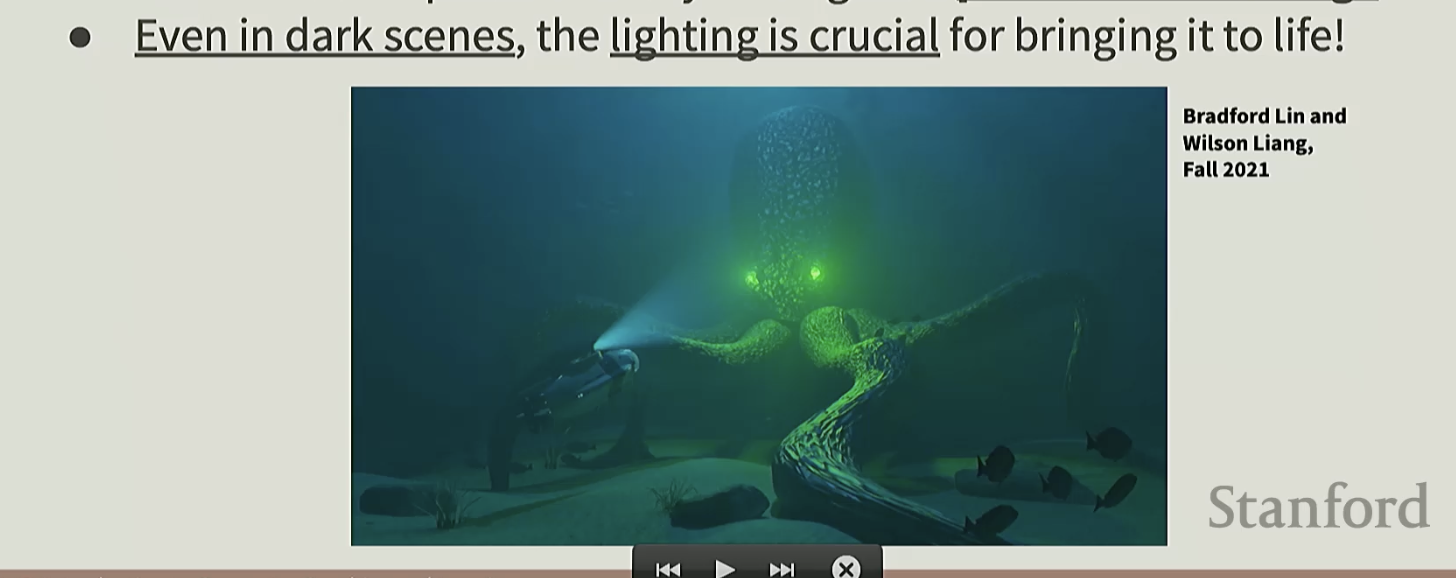 Even in dark scenes, the lighting is crucial for bringing it to life!
Bradford Lin and
Wilson Liang,
Fall 2021
Stanford